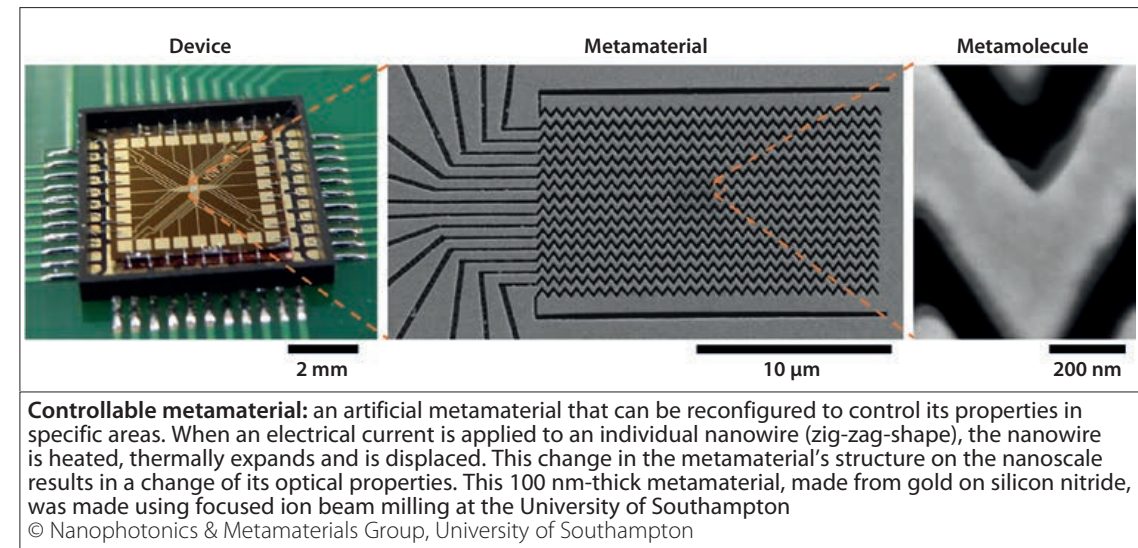 Device
Metamaterial
Metamolecule
2 mm
10 µm
200 nm
Controllable metamaterial: an artificial metamaterial that can be reconfigured to control its properties in
specific areas. When an electrical current is applied to an individual nanowire (zig-zag-shape), the nanowire
is heated, thermally expands and is displaced. This change in the metamaterial’s structure on the nanoscale
results in a change of its optical properties. This 100 nm-thick metamaterial, made from gold on silicon nitride,
was made using focused ion beam milling at the University of Southampton
© Nanophotonics & Metamaterials Group, University of Southampton